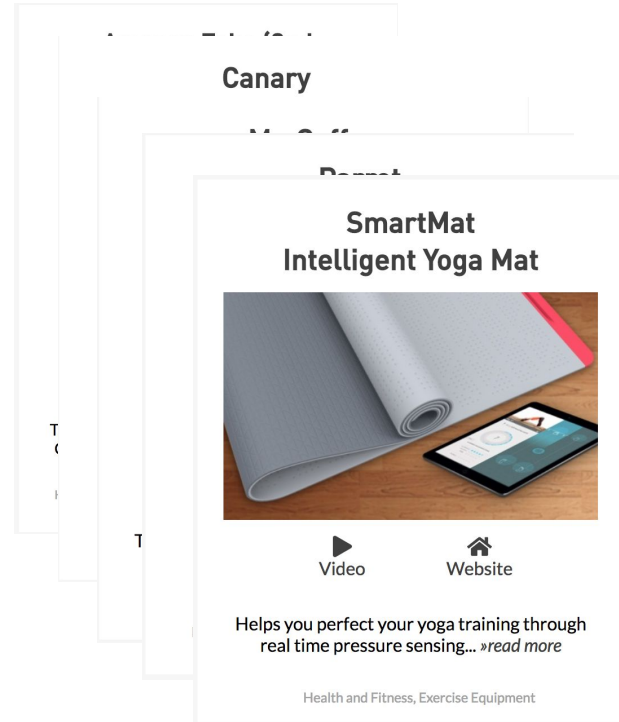 Canary
Parrot
SmartMat
Intelligent Yoga Mat
Video
Website
Helps you perfect your yoga training through
real time pressure sensing... »read more
Health and Fitness, Exercise Equipment